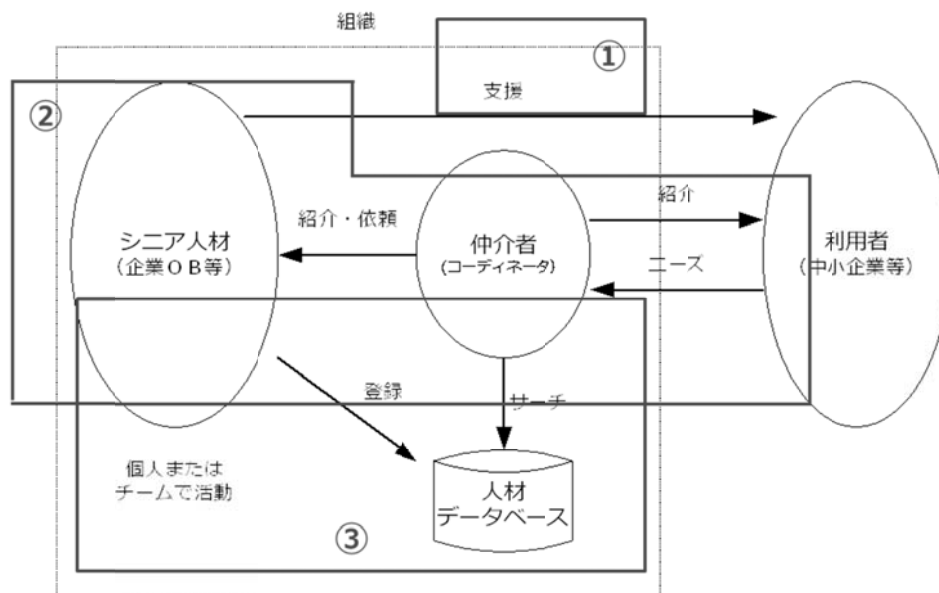 組織
①
支援
②
紹介
紹介・依頼
シニア人材
（企業ＯＢ等）
仲介者
(コーディネータ)
利用者
（中小企業等）
ニーズ
登録
サーチ
個人または
チームで活動
人材
データベース
③